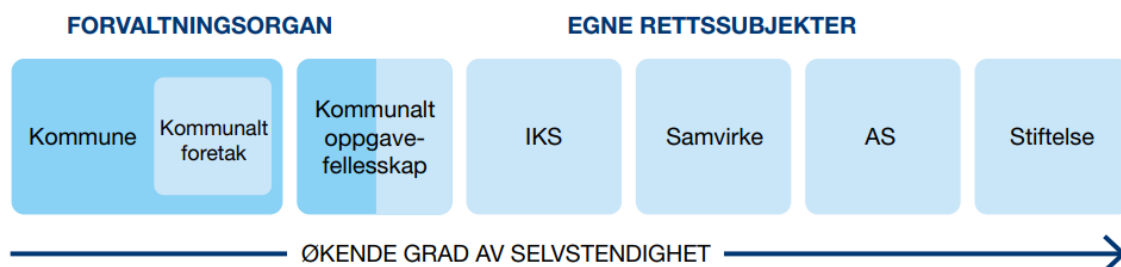 FORVALTNINGSORGAN
EGNE RETTSSUBJEKTER
Kommune
Kommunalt
foretak
Kommunalt
oppgave-
fellesskap
IKS
Samvirke
AS
Stiftelse
ØKENDE GRAD AV SELVSTENDIGHET